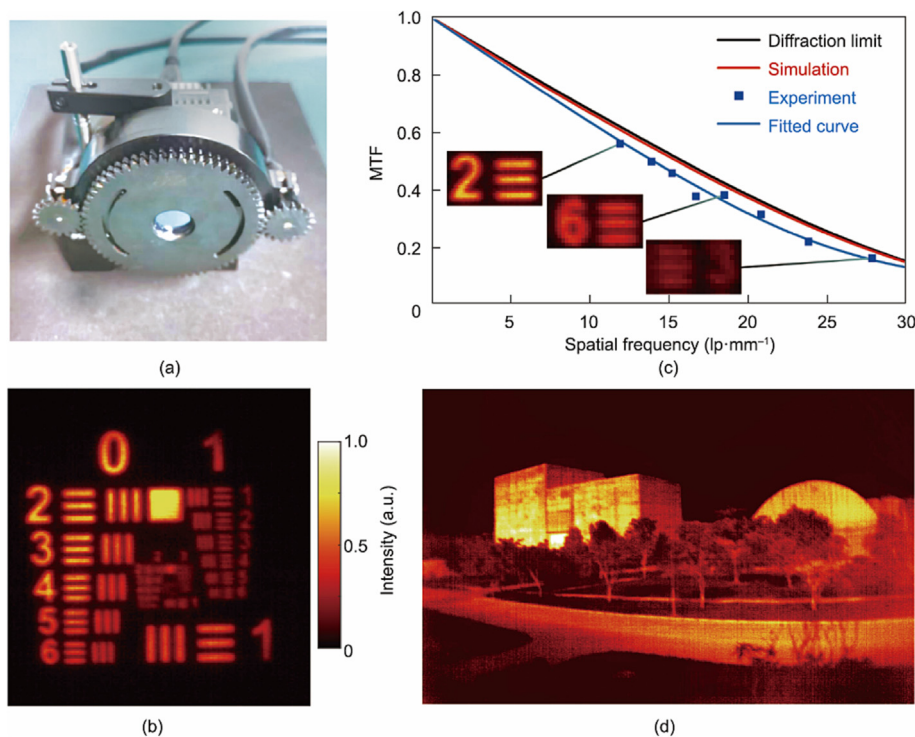 (a)
1.0
0.8
0.6
0.4
0.2
0
MTF
Diffraction limit
Simulation
Experiment
Fitted curve
2
6
3
5
10
15
20
25
30
Spatial frequency (lp·mm⁻¹)
(c)
0 1
2
3
4
5
6
1
1
2
1.0
0.5
0
Intensity (a.u.)
(b)
(d)